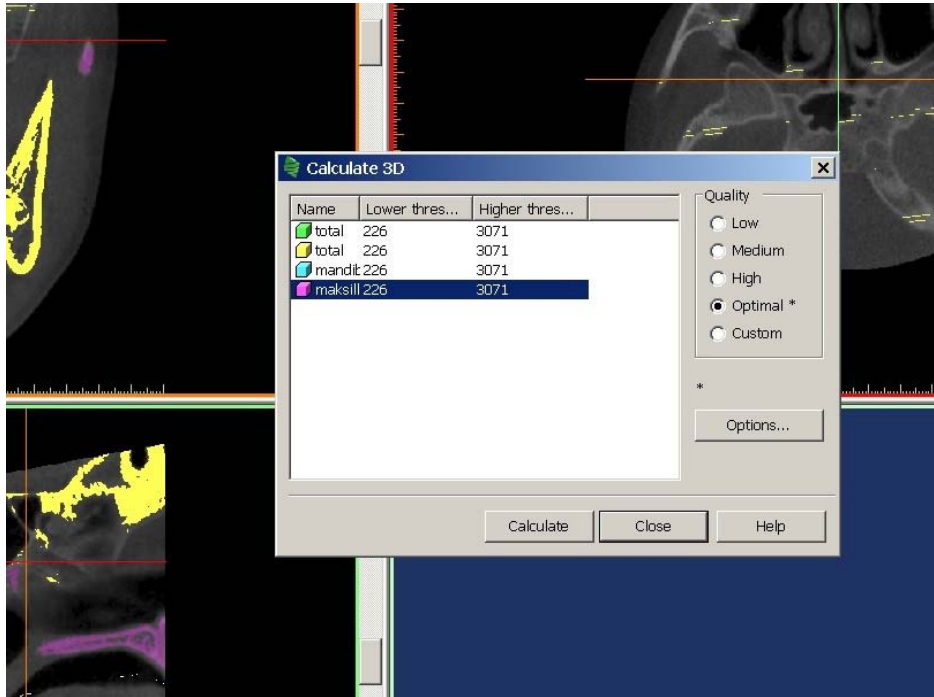 Calculate 3D
Name Lower thres... Higher thres...
total 226 3071
total 226 3071
mandit 226 3071
maksill 226 3071
Quality
Low
Medium
High
Optimal *
Custom
*
Options...
Calculate Close Help